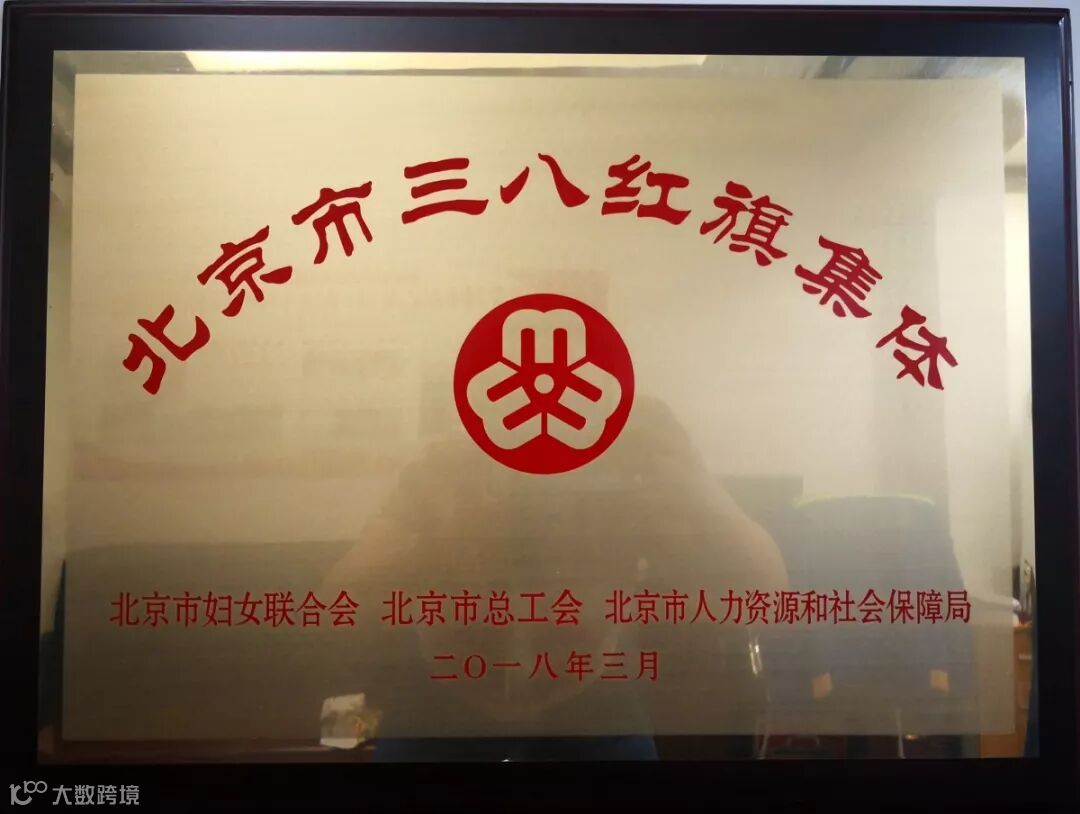 北京市三八红旗集体
北京市妇女联合会 北京市总工会 北京市人力资源和社会保障局
二〇一八年三月
大数跨境